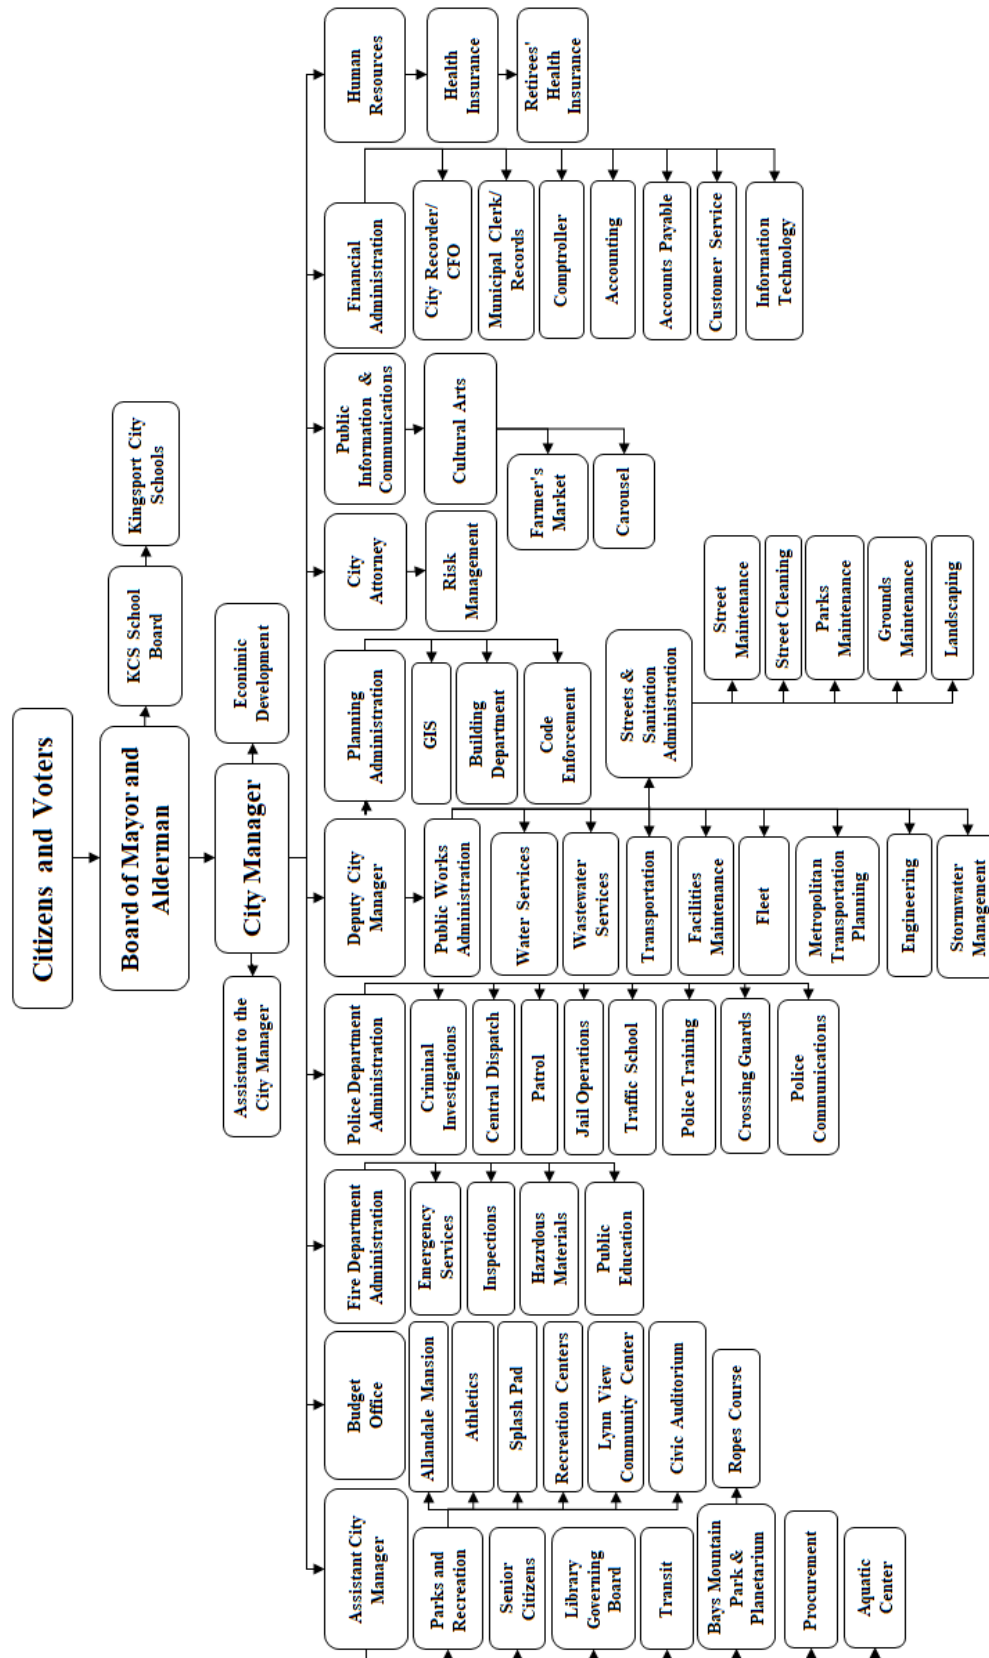 Citizens and Voters
Board of Mayor and
Alderman
KCS School
Board
Kingsport City
Schools
City Manager
Assistant to the
City Manager
Econimic
Development
Assistant City
Manager
Budget
Office
Fire Department
Administration
Police Department
Administration
Deputy City
Manager
Planning
Administration
City
Attorney
Public
Information &
Communications
Financial
Administration
Human
Resources
Parks and
Recreation
Senior
Citizens
Library
Governing
Board
Transit
Bays Mountain
Park &
Planetarium
Procurement
Aquatic
Center
Allandale Mansion
Athletics
Splash Pad
Recreation Centers
Lynn View
Community Center
Civic Auditorium
Ropes Course
Emergency
Services
Inspections
Hazrdous
Materials
Public
Education
Criminal
Investigations
Central Dispatch
Patrol
Jail Operations
Traffic School
Police Training
Crossing Guards
Police
Communications
Public Works
Administration
Water Services
Wastewater
Services
Transportation
Facilities
Maintenance
Fleet
Metropolitan
Transportation
Planning
Engineering
Stormwater
Management
Streets &
Sanitation
Administration
Street
Maintenance
Street Cleaning
Parks
Maintenance
Grounds
Maintenance
Landscaping
GIS
Building
Department
Code
Enforcement
Risk
Management
Cultural Arts
Farmer's
Market
Carousel
City Recorder/
CFO
Municipal Clerk/
Records
Comptroller
Accounting
Accounts Payable
Customer Service
Information
Technology
Health
Insurance
Retirees'
Health
Insurance